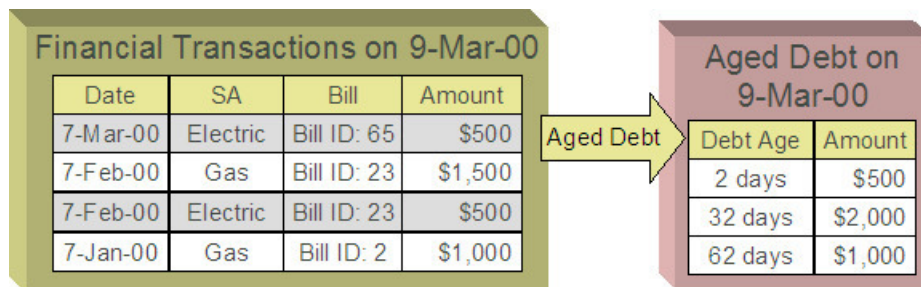 Financial Transactions on 9-Mar-00
Date SA Bill Amount
7-Mar-00 Electric Bill ID: 65 $500
7-Feb-00 Gas Bill ID: 23 $1,500
7-Feb-00 Electric Bill ID: 23 $500
7-Jan-00 Gas Bill ID: 2 $1,000
Aged Debt
Aged Debt on
9-Mar-00
Debt Age Amount
2 days $500
32 days $2,000
62 days $1,000